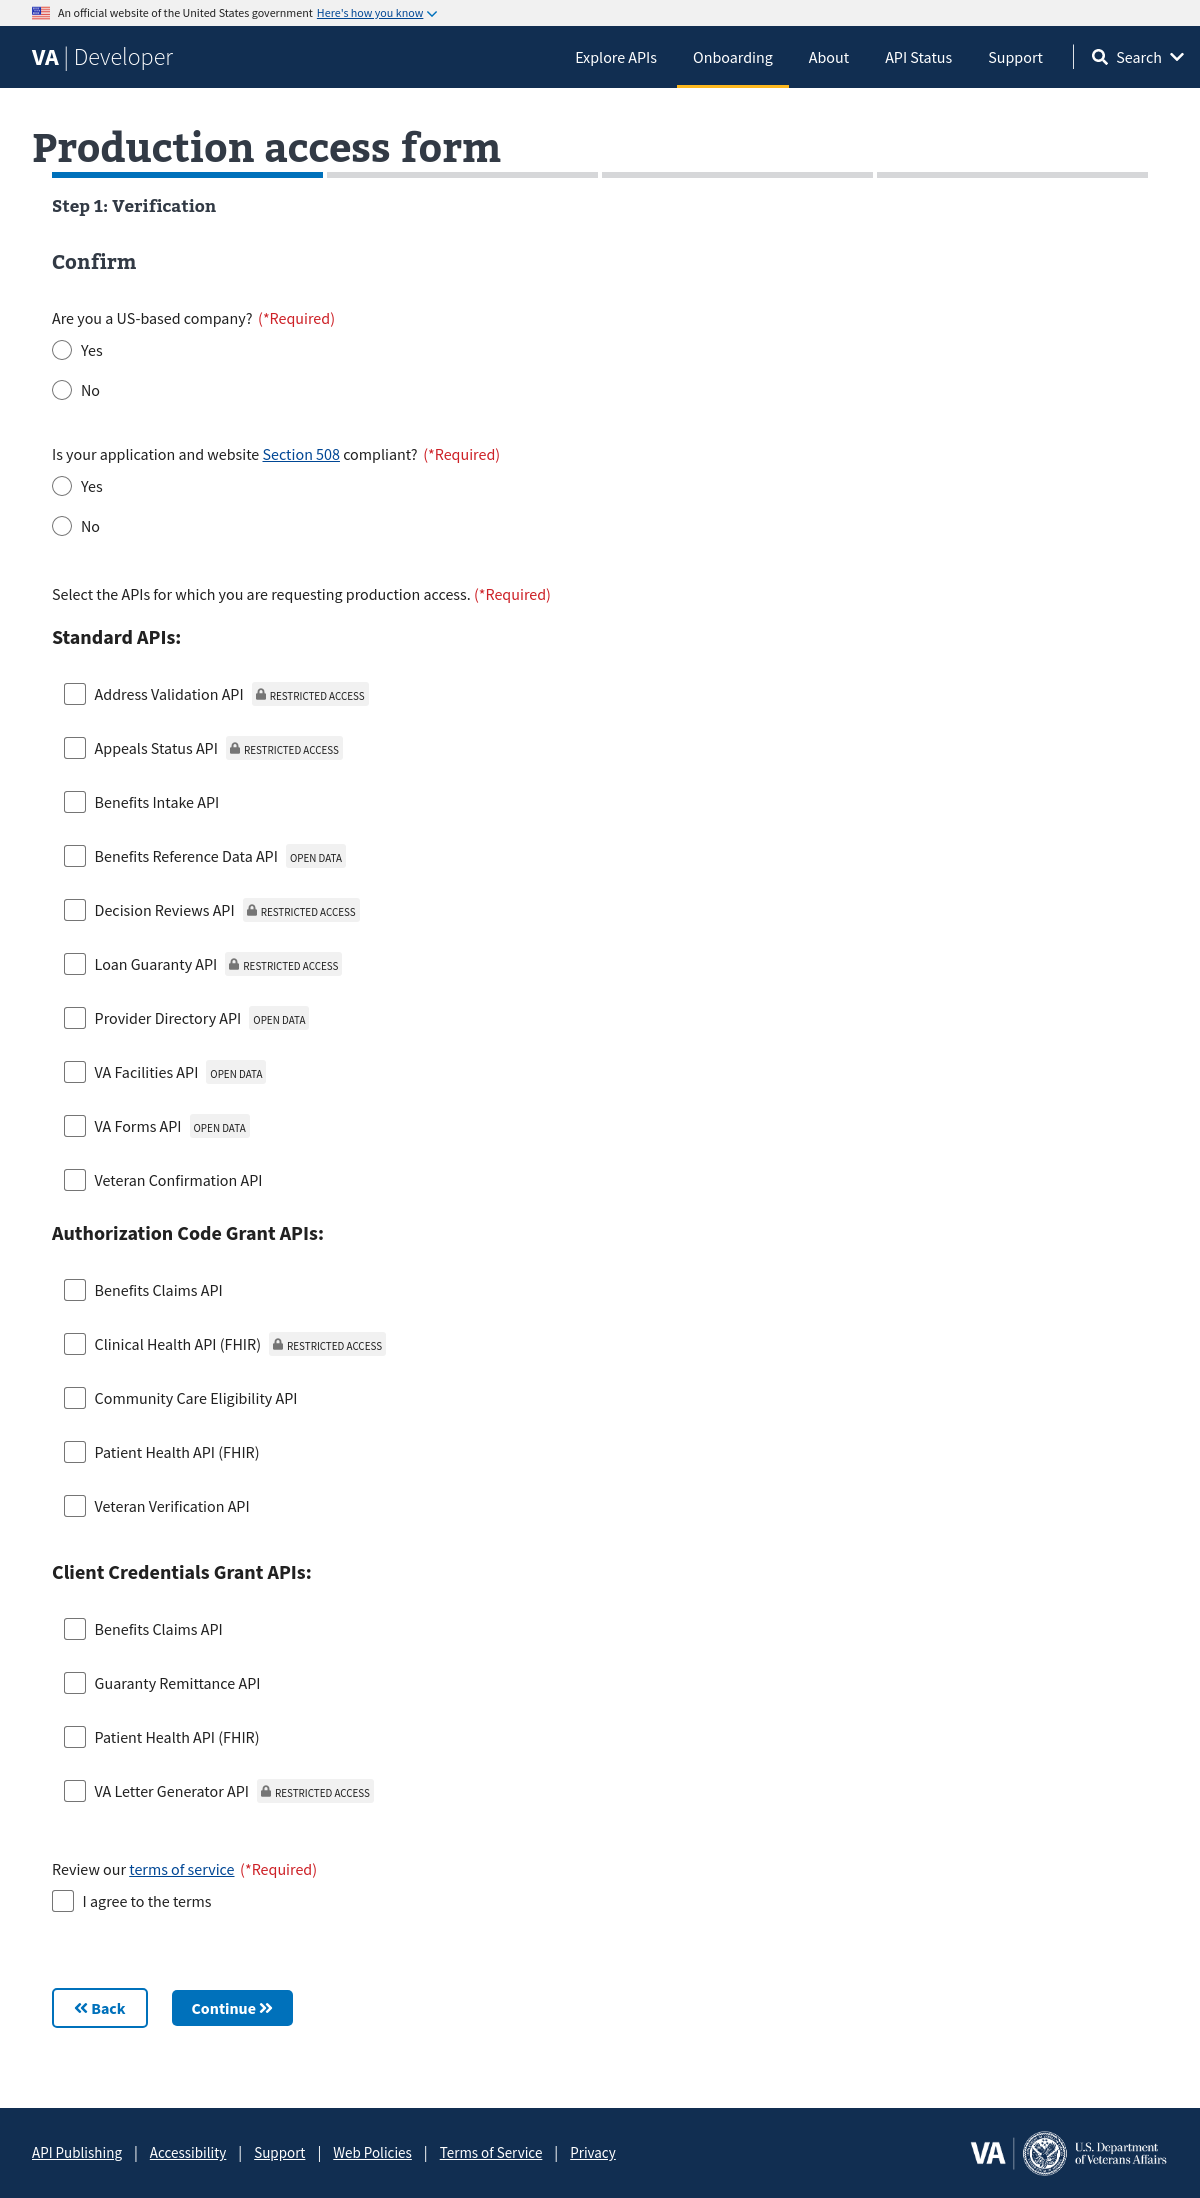 An official website of the United States government Here's how you know
VA | Developer
Explore APIs Onboarding About API Status Support Search
Production access form
Step 1: Verification
Confirm
Are you a US-based company? (*Required)
Yes
No
Is your application and website Section 508 compliant? (*Required)
Yes
No
Select the APIs for which you are requesting production access. (*Required)
Standard APIs:
Address Validation API RESTRICTED ACCESS
Appeals Status API RESTRICTED ACCESS
Benefits Intake API
Benefits Reference Data API OPEN DATA
Decision Reviews API RESTRICTED ACCESS
Loan Guaranty API RESTRICTED ACCESS
Provider Directory API OPEN DATA
VA Facilities API OPEN DATA
VA Forms API OPEN DATA
Veteran Confirmation API
Authorization Code Grant APIs:
Benefits Claims API
Clinical Health API (FHIR) RESTRICTED ACCESS
Community Care Eligibility API
Patient Health API (FHIR)
Veteran Verification API
Client Credentials Grant APIs:
Benefits Claims API
Guaranty Remittance API
Patient Health API (FHIR)
VA Letter Generator API RESTRICTED ACCESS
Review our terms of service (*Required)
I agree to the terms
Back Continue
API Publishing | Accessibility | Support | Web Policies | Terms of Service | Privacy
VA | U.S. Department
of Veterans Affairs